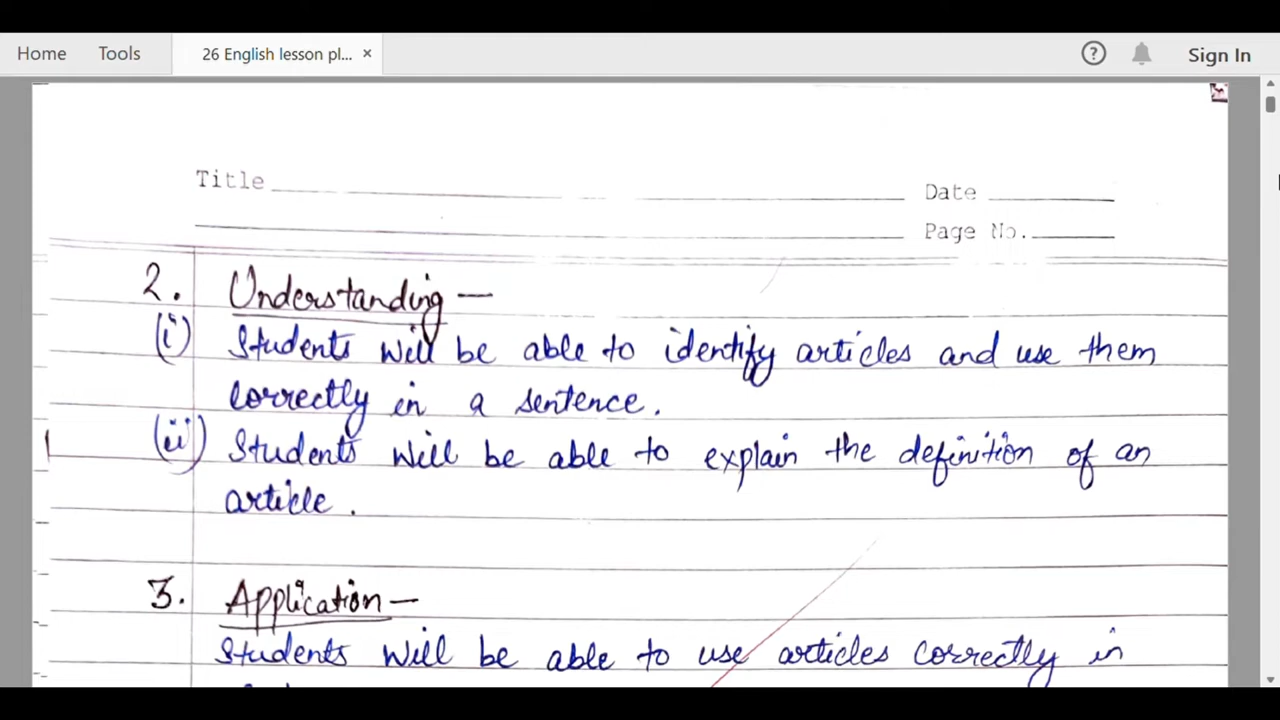 Home Tools 26 English lesson pl... × Sign In
Title
Date
Page No.
2. Understanding —
(i) Students will be able to identify articles and use them
correctly in a sentence.
(ii) Students will be able to explain the definition of an
article.
3. Application —
Students will be able to use articles correctly in